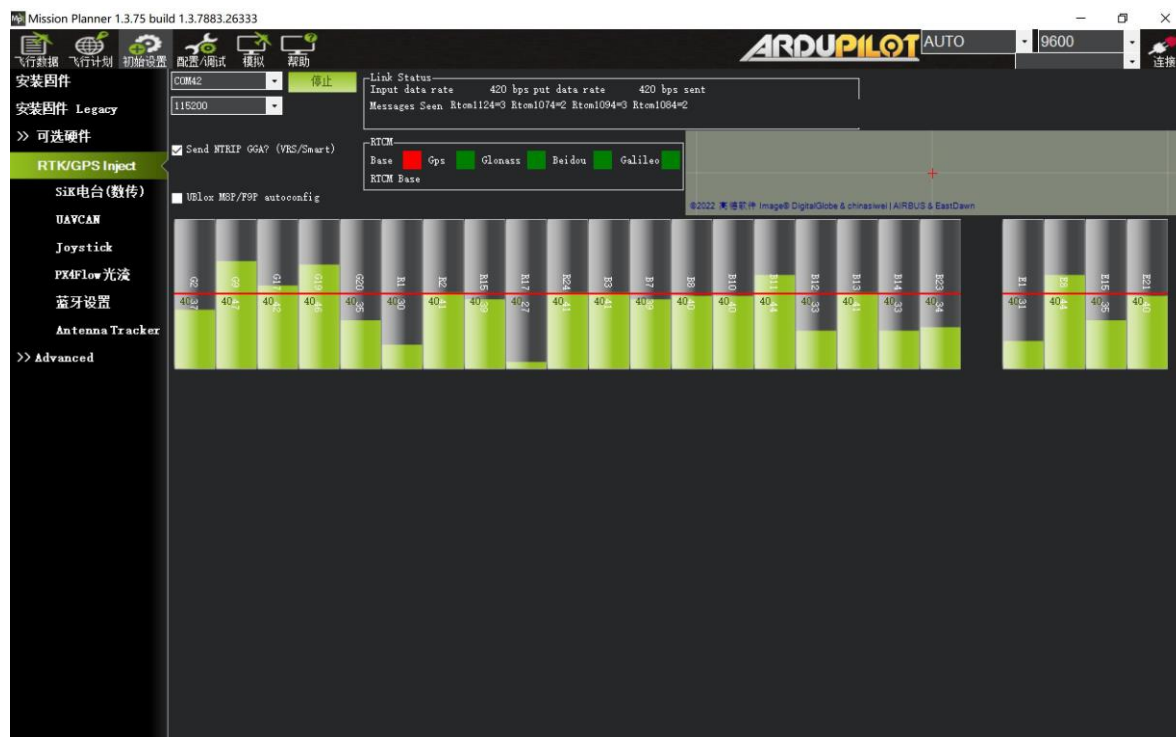 Mission Planner 1.3.75 build 1.3.7883.26333
飞行数据 飞行计划 初始设置 配置/调试 模拟 帮助
ARDUPILOT
AUTO
9600
连接
安装固件
安装固件 Legacy
>> 可选硬件
RTK/GPS Inject
SiK电台(数传)
UAVCAN
Joystick
PX4Flow光流
蓝牙设置
Antenna Tracker
>> Advanced
COM42
停止
115200
Send NTRIP GGA? (VRS/Smart)
UBlox M8P/F9P autoconfig
Link Status
Input data rate 420 bps put data rate 420 bps sent
Messages Seen Rtcm1124=3 Rtcm1074=2 Rtcm1094=3 Rtcm1084=2
RTCM
Base Gps Glonass Beidou Galileo
RTCM Base
©2022 高德软件 Image© DigitalGlobe & chinasiwei | AIRBUS & EastDawn
G2 G9 G17 G19 G20 R1 R2 R15 R17 R24 B3 B7 B8 B10 B11 B12 B13 B14 B23 E1 E8 E15 E21